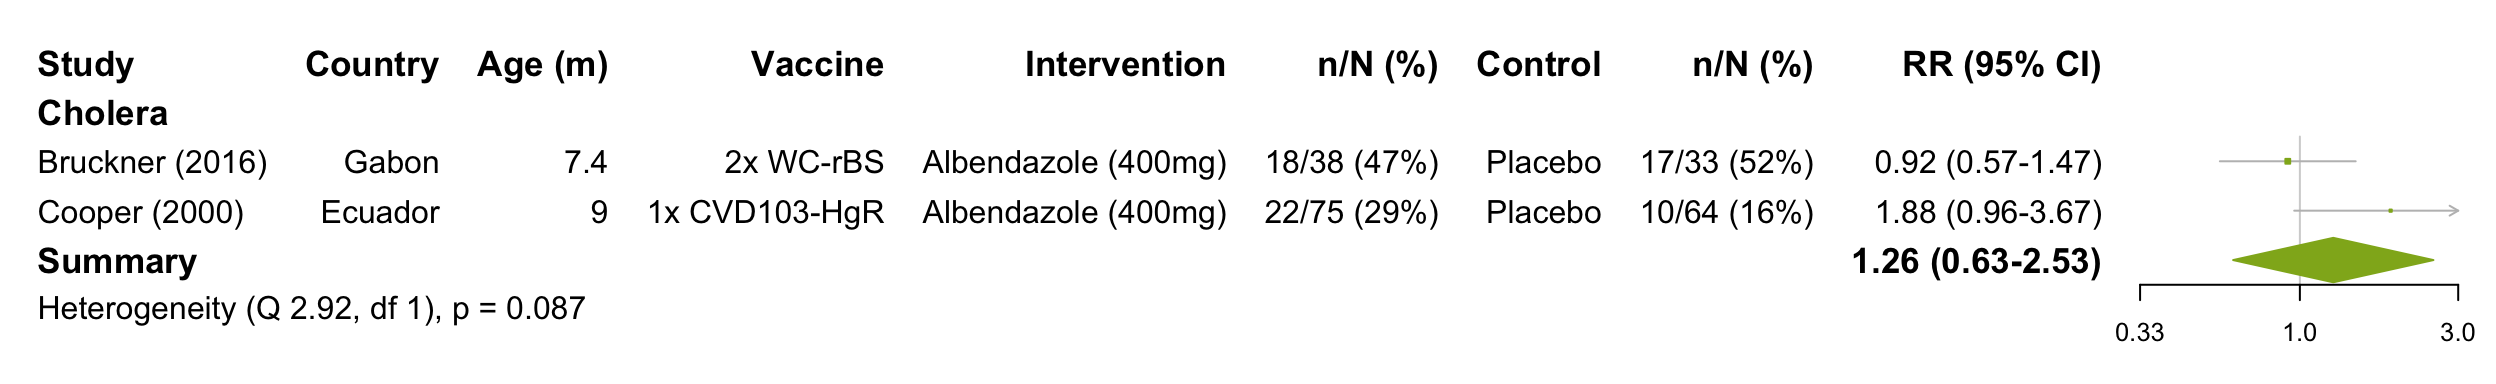 Study Country Age (m) Vaccine Intervention n/N (%) Control n/N (%) RR (95% CI)
Cholera
Bruckner (2016) Gabon 7.4 2x WC-rBS Albendazole (400mg) 18/38 (47%) Placebo 17/33 (52%) 0.92 (0.57-1.47)
Cooper (2000) Ecuador 9 1x CVD103-HgR Albendazole (400mg) 22/75 (29%) Placebo 10/64 (16%) 1.88 (0.96-3.67)
Summary 1.26 (0.63-2.53)
Heterogeneity (Q 2.92, df 1), p = 0.087
0.33 1.0 3.0